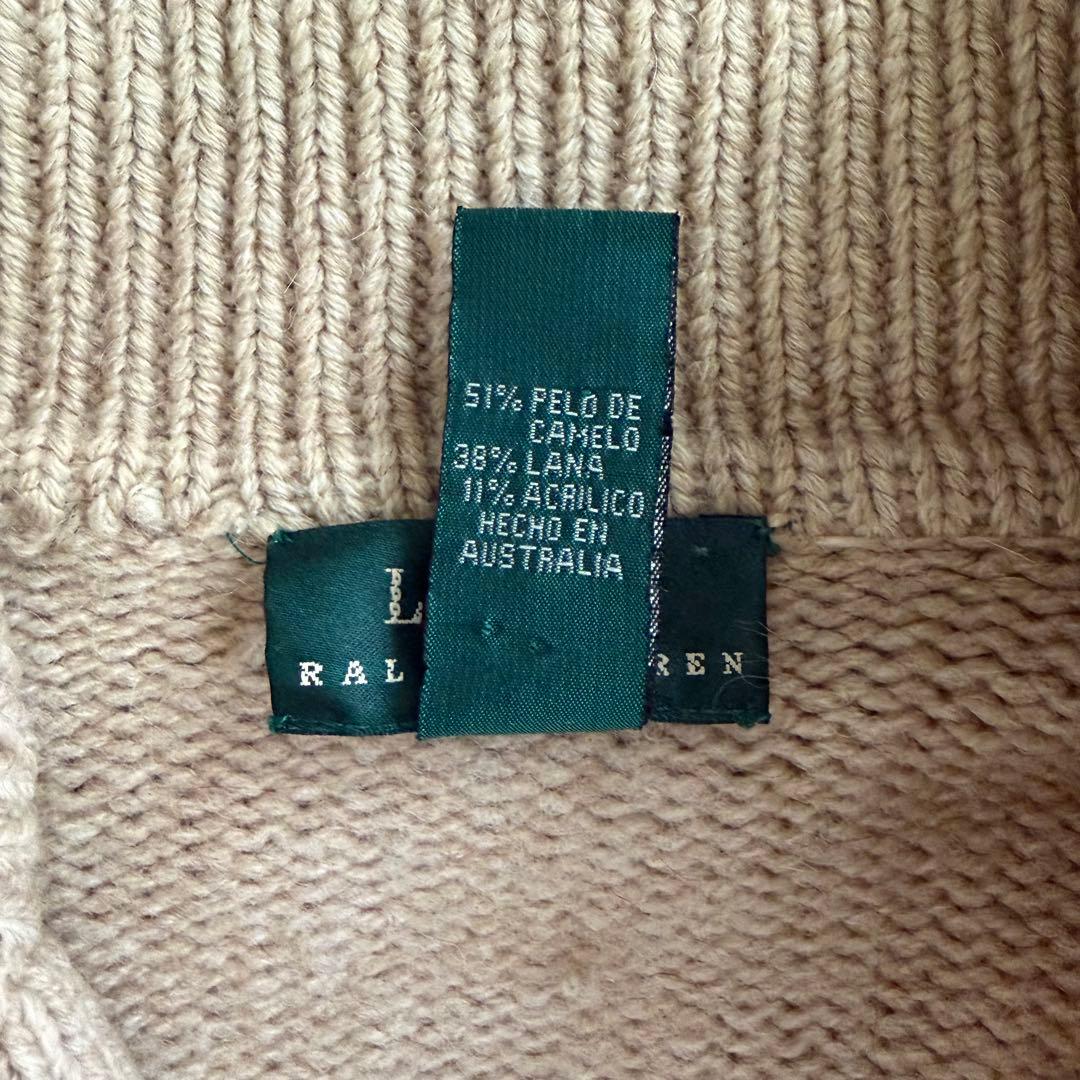 51% PELO DE
CAMELO
38% LANA
11% ACRILICO
HECHO EN
AUSTRALIA
L
RAL REN